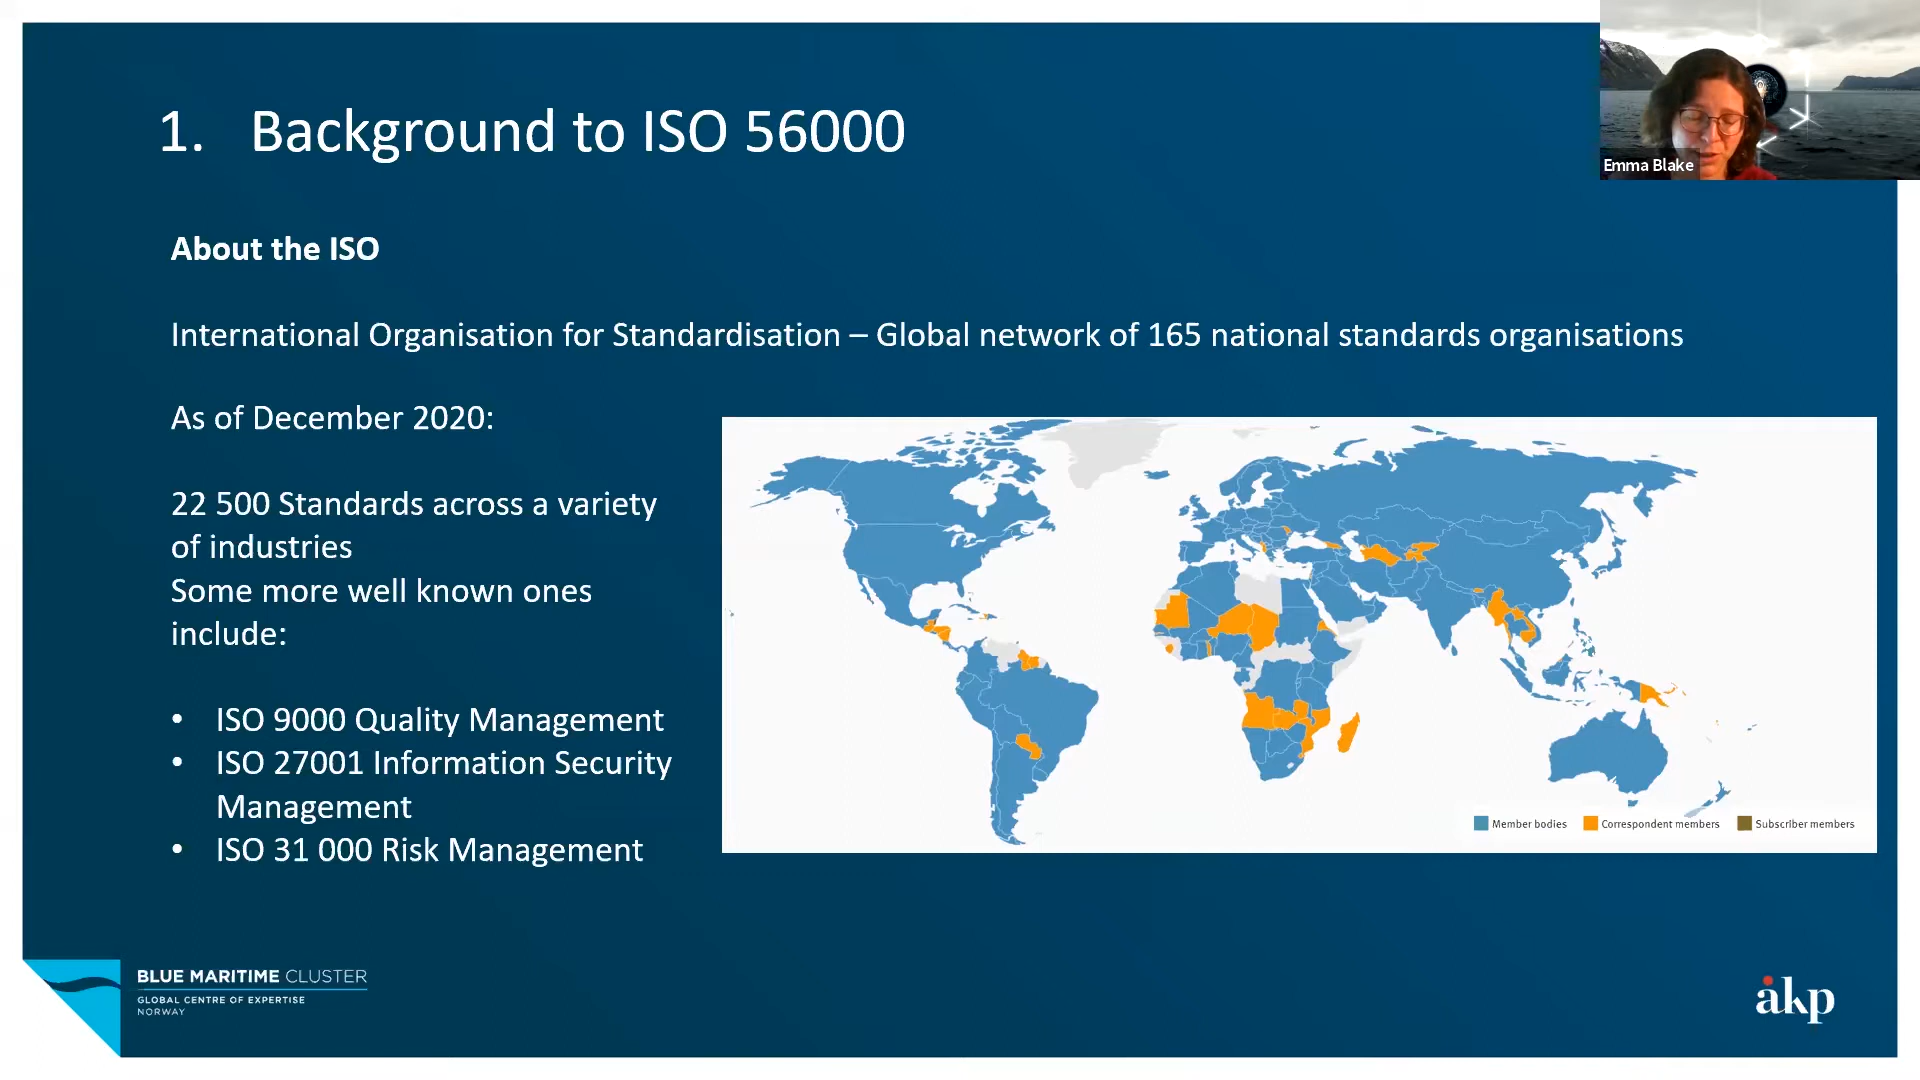 1. Background to ISO 56000
Emma Blake
About the ISO
International Organisation for Standardisation – Global network of 165 national standards organisations
As of December 2020:
22 500 Standards across a variety
of industries
Some more well known ones
include:
• ISO 9000 Quality Management
• ISO 27001 Information Security
Management
• ISO 31 000 Risk Management
Member bodies Correspondent members Subscriber members
BLUE MARITIME CLUSTER
GLOBAL CENTRE OF EXPERTISE
NORWAY
åkp